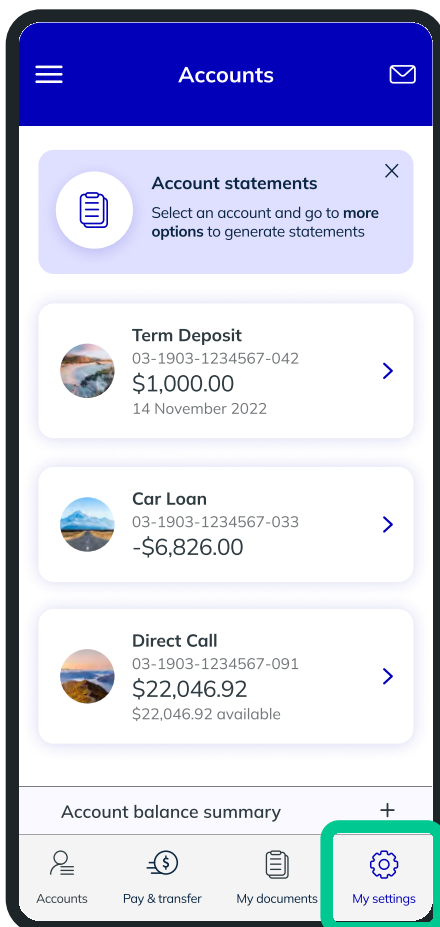 Accounts
Account statements
Select an account and go to more
options to generate statements
Term Deposit
03-1903-1234567-042
$1,000.00
14 November 2022
Car Loan
03-1903-1234567-033
-$6,826.00
Direct Call
03-1903-1234567-091
$22,046.92
$22,046.92 available
Account balance summary +
Accounts Pay & transfer My documents My settings